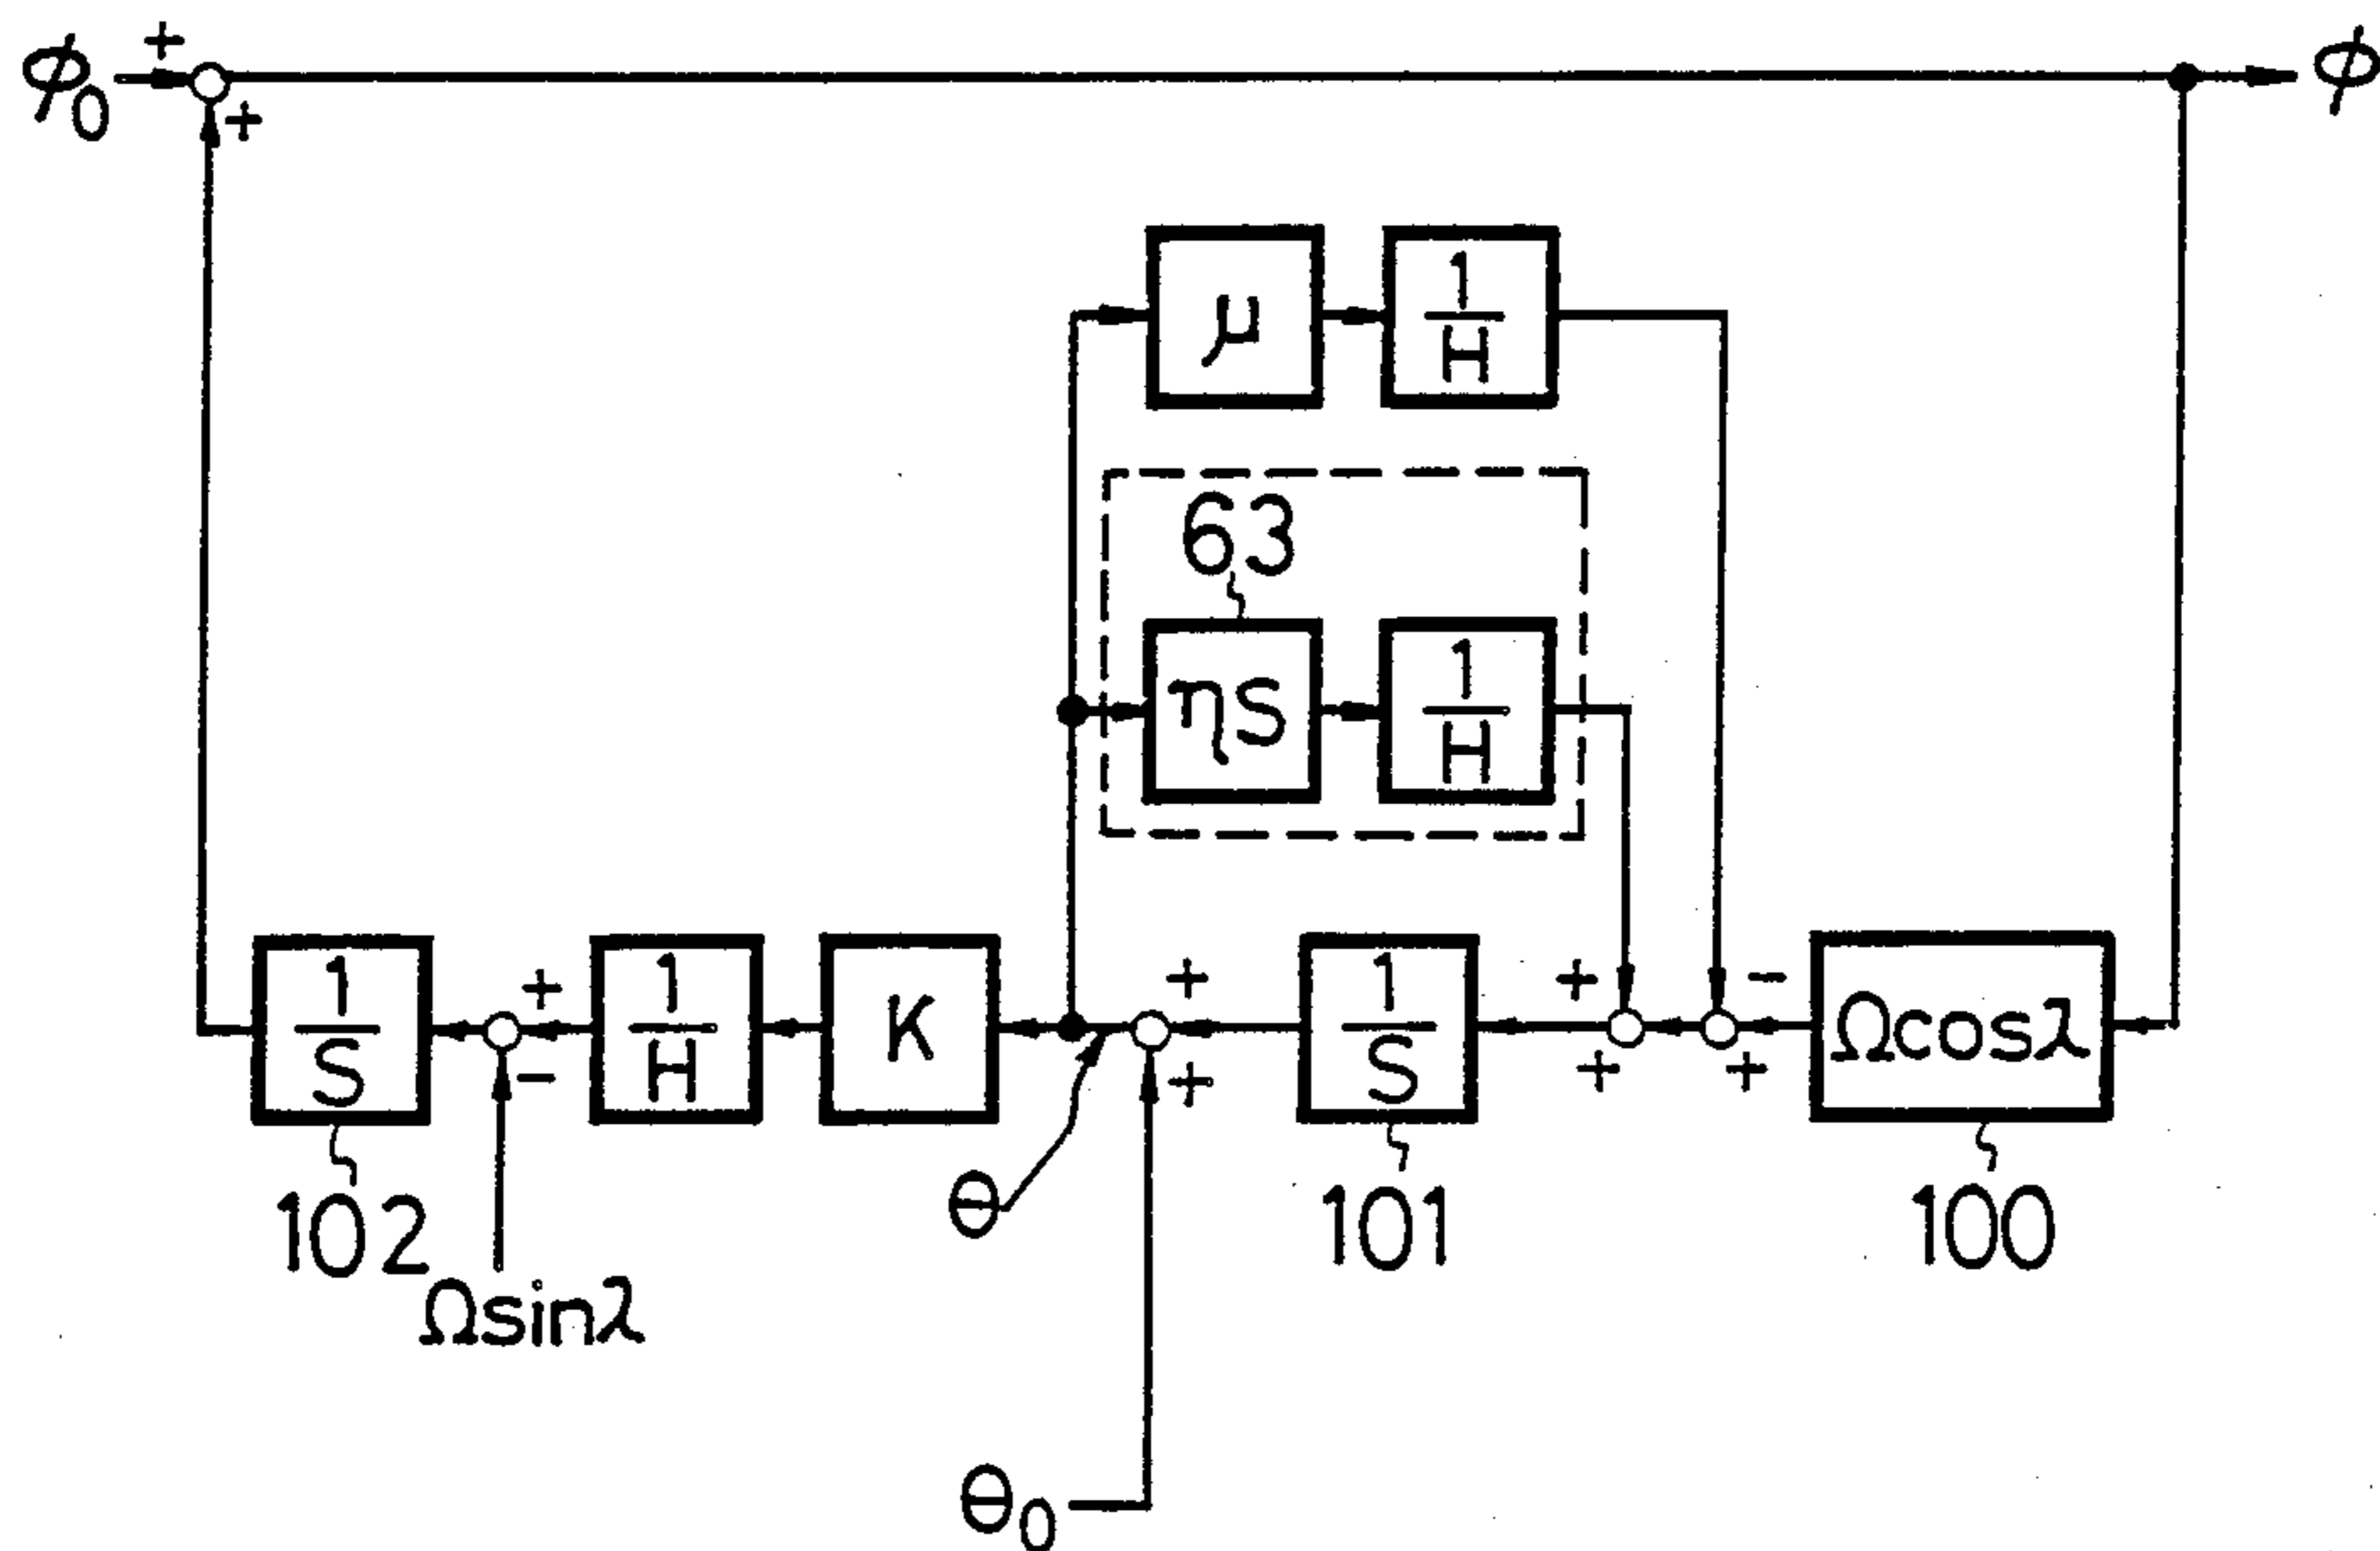 ϕ0 + ϕ
+
μ 1/H
63
ηS 1/H
1/S + 1/H K + 1/S + - Ωcosλ
- + + +
102 θ 101 100
Ωsinλ
θ0